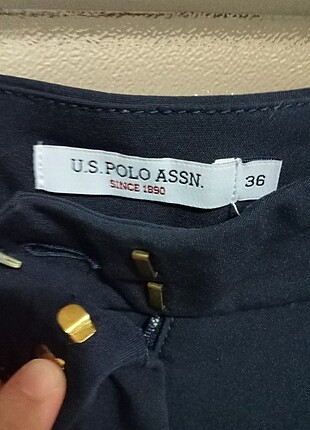 U.S. POLO ASSN.
SINCE 1890
36